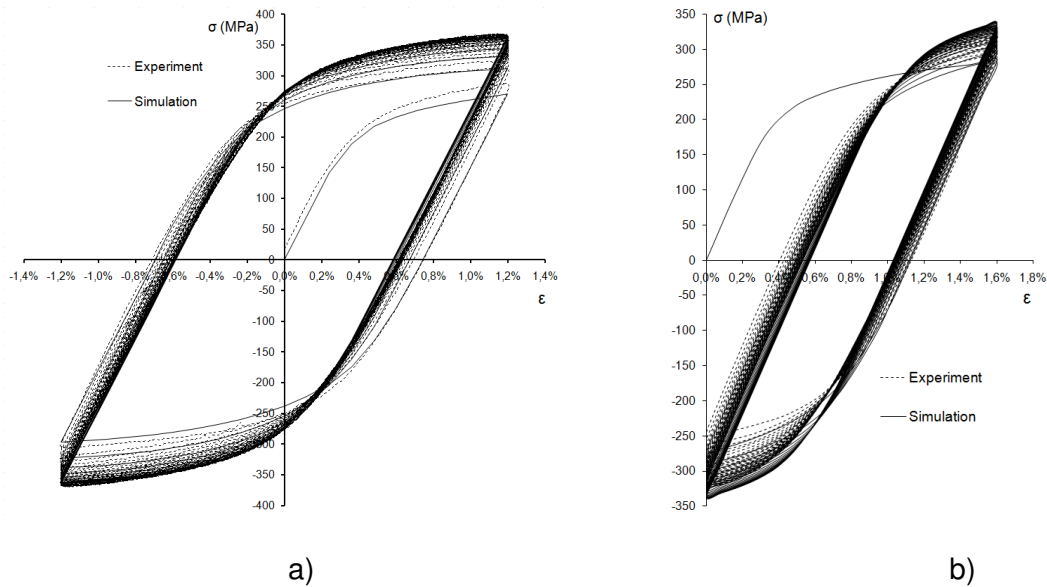 σ (MPa)
400
350
300
250
200
150
100
50
0
-50
-100
-150
-200
-250
-300
-350
-400
-1,4% -1,2% -1,0% -0,8% -0,6% -0,4% -0,2% 0,0% 0,2% 0,4% 0,6% 0,8% 1,0% 1,2% 1,4%
ε
Experiment
Simulation
a)
σ (MPa)
350
300
250
200
150
100
50
0
-50
-100
-150
-200
-250
-300
-350
0,0% 0,2% 0,4% 0,6% 0,8% 1,0% 1,2% 1,4% 1,6% 1,8%
ε
Experiment
Simulation
b)